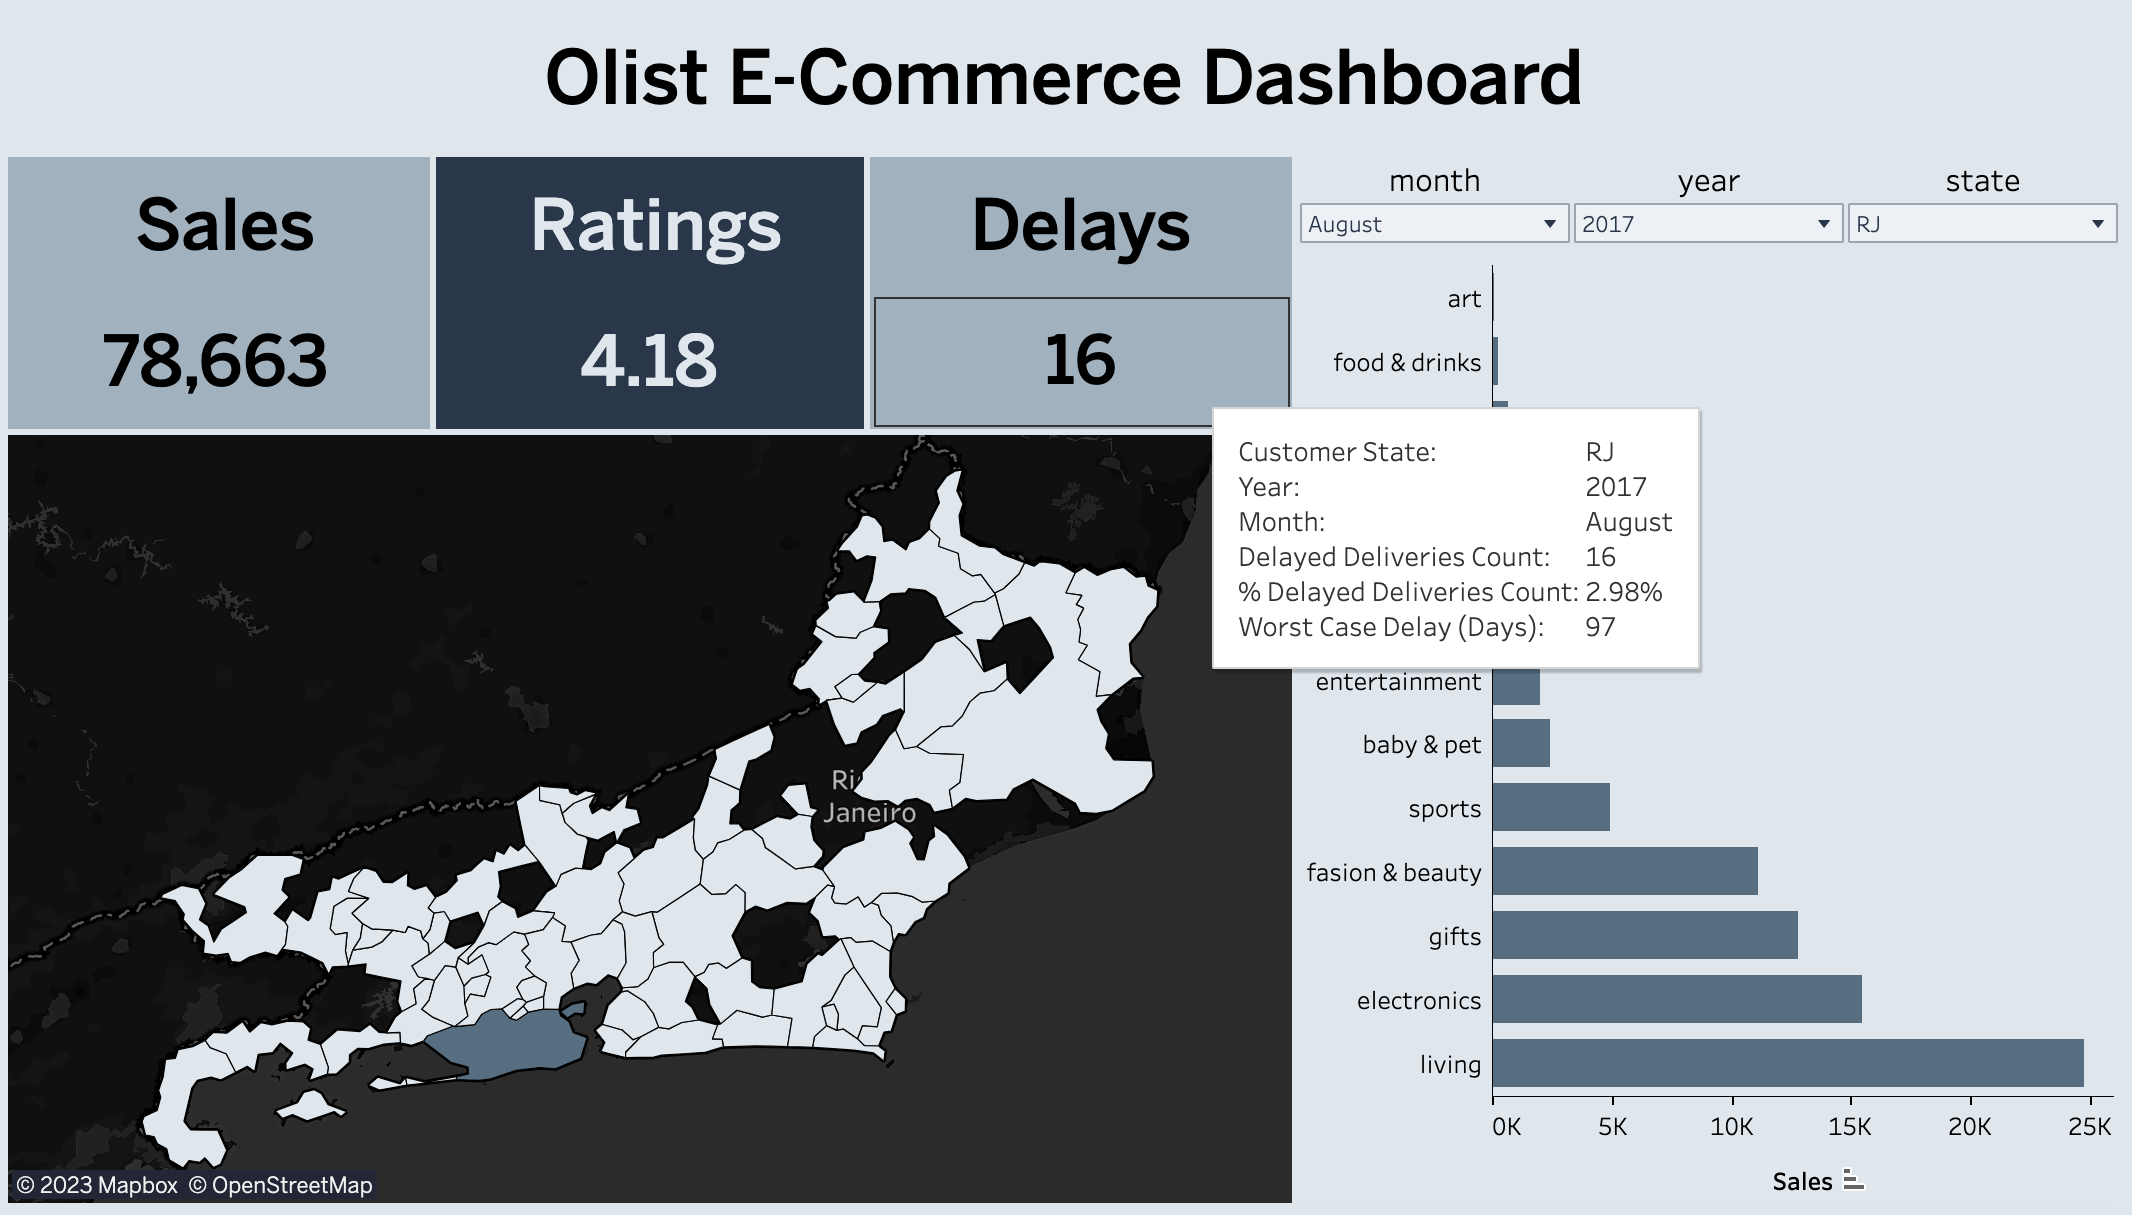 Olist E-Commerce Dashboard
Sales
78,663
Ratings
4.18
Delays
16
month
year
state
August
2017
RJ
art
food & drinks
Customer State: RJ
Year: 2017
Month: August
Delayed Deliveries Count: 16
% Delayed Deliveries Count: 2.98%
Worst Case Delay (Days): 97
entertainment
baby & pet
sports
fasion & beauty
gifts
electronics
living
0K 5K 10K 15K 20K 25K
Sales
Ri
Janeiro
© 2023 Mapbox © OpenStreetMap